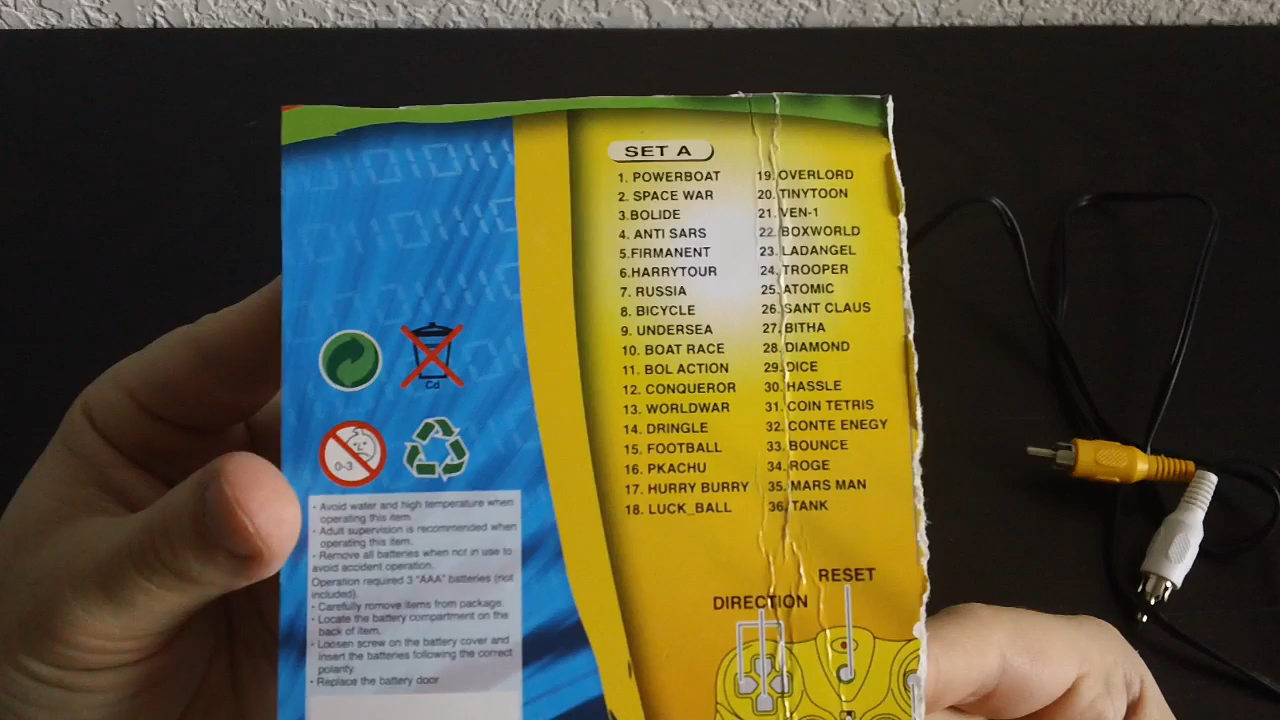 SET A
1. POWERBOAT
2. SPACE WAR
3.BOLIDE
4. ANTI SARS
5.FIRMANENT
6.HARRYTOUR
7. RUSSIA
8. BICYCLE
9. UNDERSEA
10. BOAT RACE
11. BOL ACTION
12. CONQUEROR
13. WORLDWAR
14. DRINGLE
15. FOOTBALL
16. PKACHU
17. HURRY BURRY
18. LUCK_BALL
19. OVERLORD
20. TINYTOON
21. VEN-1
22. BOXWORLD
23. LADANGEL
24. TROOPER
25. ATOMIC
26. SANT CLAUS
27. BITHA
28. DIAMOND
29. DICE
30. HASSLE
31. COIN TETRIS
32. CONTE ENEGY
33. BOUNCE
34. ROGE
35. MARS MAN
36. TANK
Cd
0-3
• Avoid water and high temperature when
operating this item.
• Adult supervision is recommended when
operating this item.
• Remove all batteries when not in use to
avoid accident operation.
Operation required 3 "AAA" batteries (not
included).
• Carefully romove items from package.
• Locate the battery compartment on the
back of item.
• Loosen screw on the battery cover and
insert the batteries following the correct
polarity.
• Replace the battery door
RESET
DIRECTION